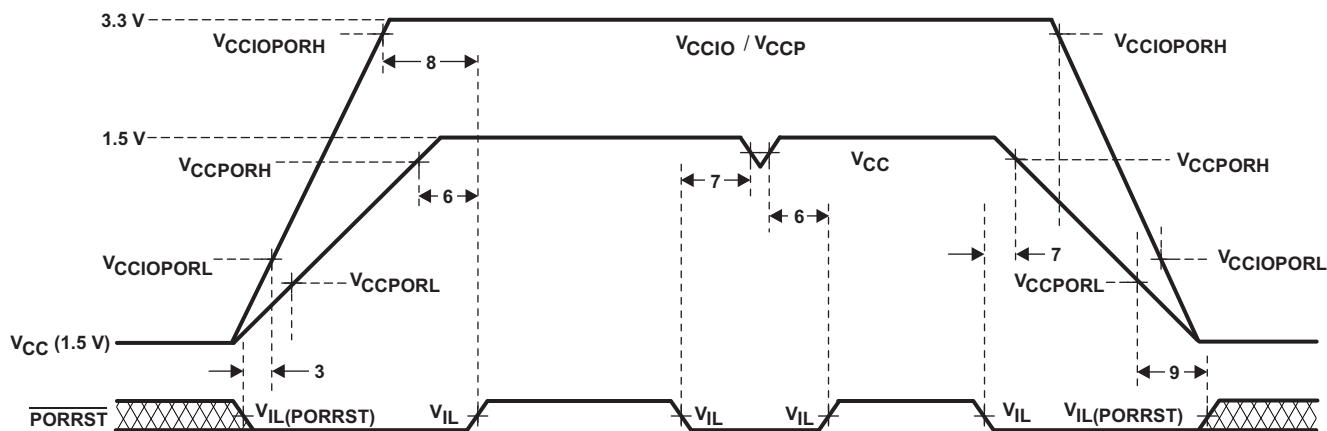 3.3 V
VCCIOPORH
VCCIO / VCCP
VCCIOPORH
8
1.5 V
VCCPORH
VCC
VCCPORH
7
6
6
7
VCCIOPORL
VCCPORL
VCCPORL
VCCIOPORL
VCC (1.5 V)
3
9
PORRST
VIL(PORRST)
VIL
VIL
VIL
VIL
VIL(PORRST)